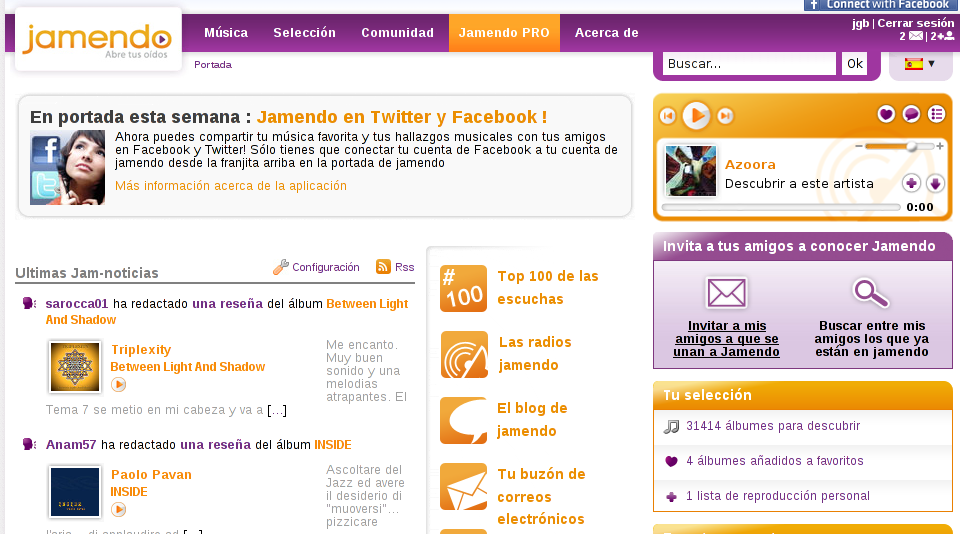 Connect with Facebook
jamendo
Abre tus oídos
Música Selección Comunidad Jamendo PRO Acerca de
jgb | Cerrar sesión
2 | 2+
Portada
Buscar... Ok
En portada esta semana : Jamendo en Twitter y Facebook !
Ahora puedes compartir tu música favorita y tus hallazgos musicales con tus amigos
en Facebook y Twitter! Sólo tienes que conectar tu cuenta de Facebook a tu cuenta de
jamendo desde la franjita arriba en la portada de jamendo
Más información acerca de la aplicación
Azoora
Descubrir a este artista
0:00
Invita a tus amigos a conocer Jamendo
Invitar a mis
amigos a que se
unan a Jamendo
Buscar entre mis
amigos los que ya
están en jamendo
Tu selección
31414 álbumes para descubrir
4 álbumes añadidos a favoritos
1 lista de reproducción personal
Ultimas Jam-noticias
Configuración Rss
sarocca01 ha redactado una reseña del álbum Between Light
And Shadow
Triplexity
Between Light And Shadow
Me encanto.
Muy buen
sonido y una
melodias
atrapantes. El
Tema 7 se metio en mi cabeza y va a [...]
Anam57 ha redactado una reseña del álbum INSIDE
Paolo Pavan
INSIDE
Ascoltare del
Jazz ed avere
il desiderio di
"muoversi"...
pizzicare
# 100
Top 100 de las
escuchas
Las radios
jamendo
El blog de
jamendo
Tu buzón de
correos
electrónicos